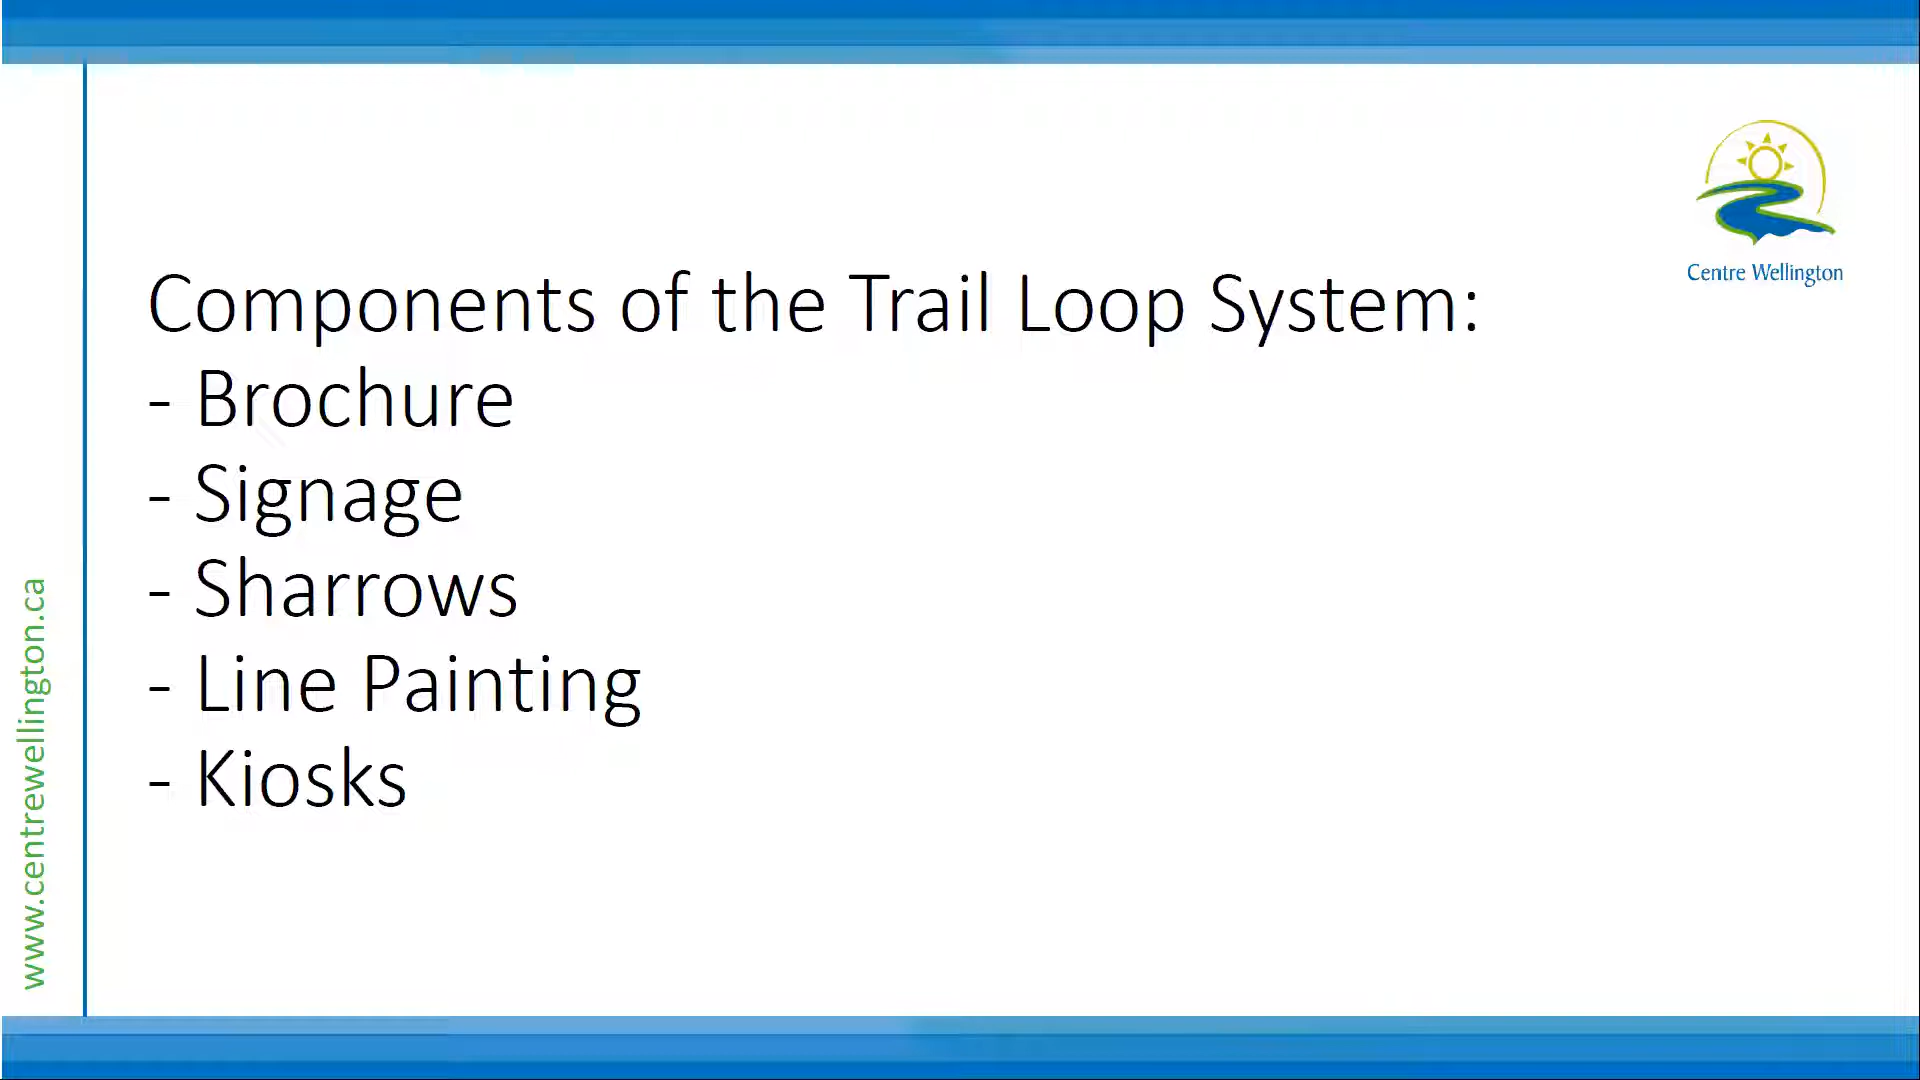 Centre Wellington
Components of the Trail Loop System:
- Brochure
- Signage
- Sharrows
- Line Painting
- Kiosks
www.centrewellington.ca